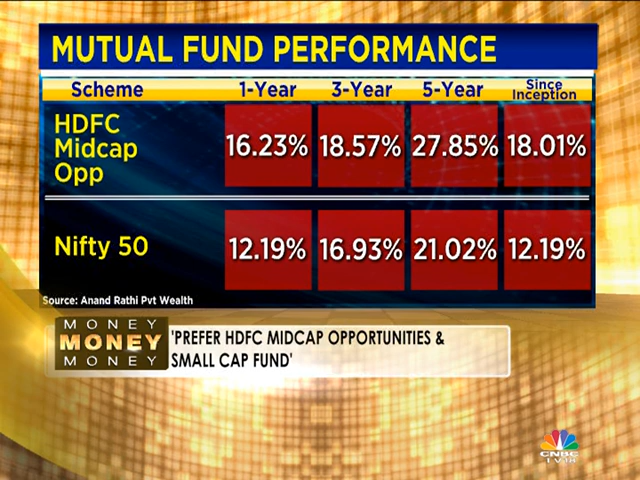 MUTUAL FUND PERFORMANCE
Scheme 1-Year 3-Year 5-Year Since Inception
HDFC Midcap Opp 16.23% 18.57% 27.85% 18.01%
Nifty 50 12.19% 16.93% 21.02% 12.19%
Source: Anand Rathi Pvt Wealth
MONEY
MONEY
MONEY
'PREFER HDFC MIDCAP OPPORTUNITIES &
SMALL CAP FUND'
CNBC
TV18